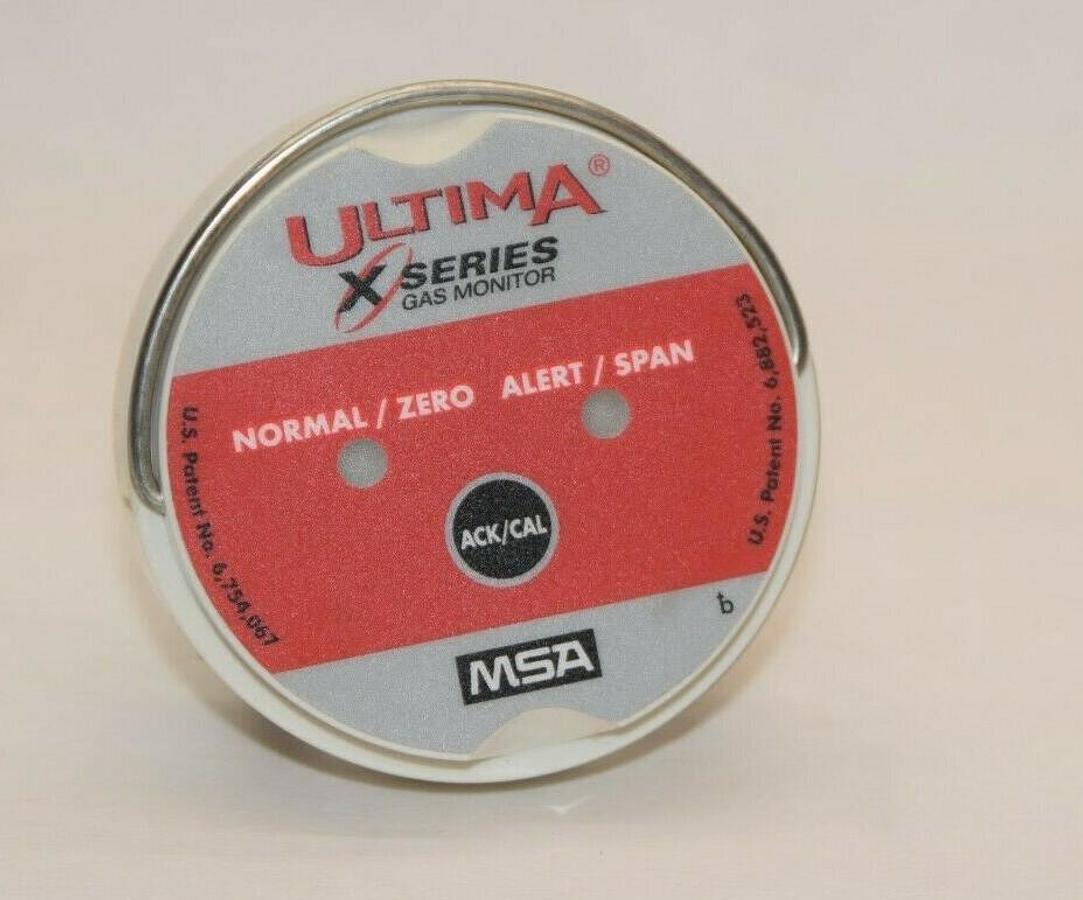 ULTIMA®
X SERIES
GAS MONITOR
NORMAL / ZERO ALERT / SPAN
ACK/CAL
U.S. Patent No. 6,754,067
U.S. Patent No. 6,882,523
MSA